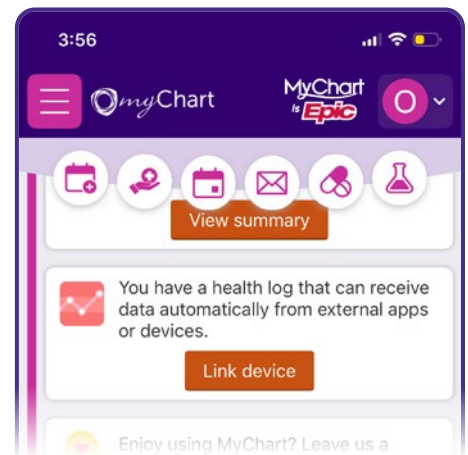 3:56
myChart
MyChart
is Epic
O
View summary
You have a health log that can receive
data automatically from external apps
or devices.
Link device
Enjoy using MyChart? Leave us a